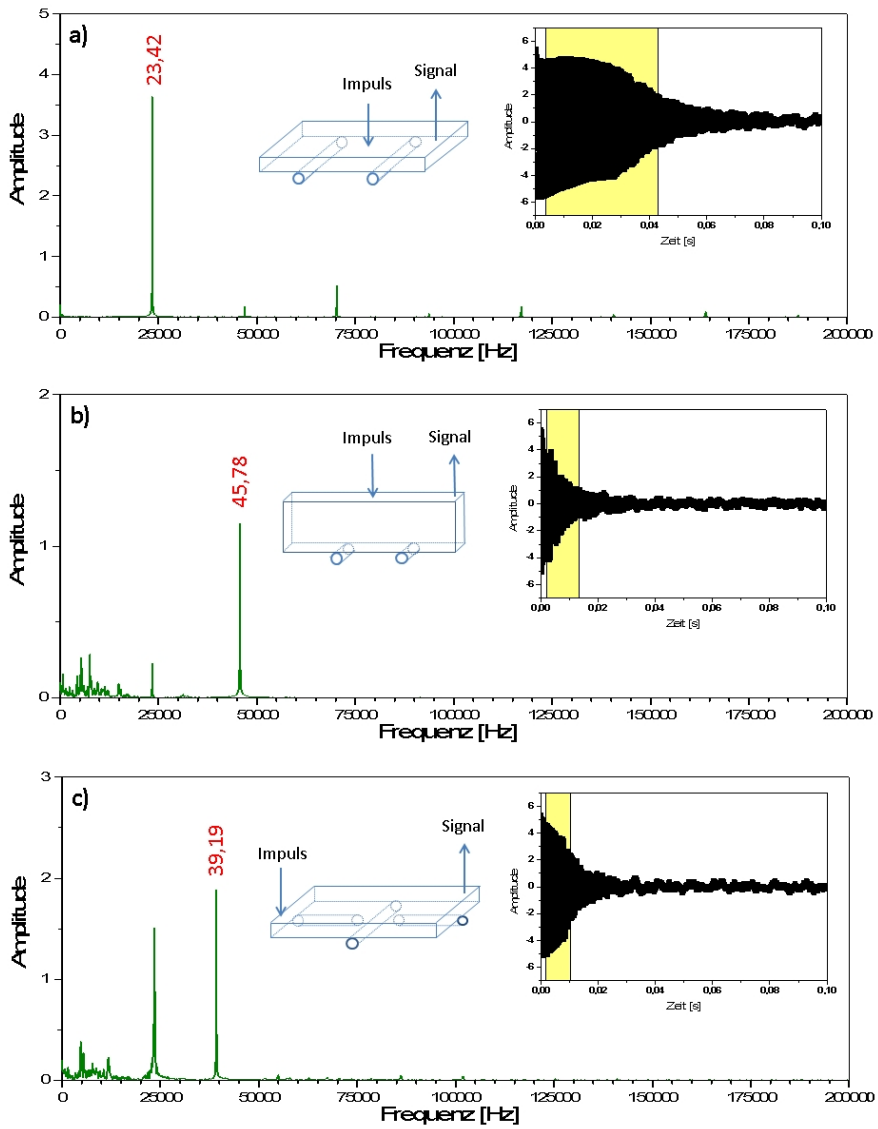 a)
5
4
3
2
1
0
Amplitude
23,42
Impuls
Signal
6
4
2
0
-2
-4
-6
Amplitude
0,00 0,02 0,04 0,06 0,08 0,10
Zeit [s]
0 25000 50000 75000 100000 125000 150000 175000 200000
Frequenz [Hz]
b)
2
1
0
Amplitude
45,78
Impuls
Signal
6
4
2
0
-2
-4
-6
Amplitude
0,00 0,02 0,04 0,06 0,08 0,10
Zeit [s]
0 25000 50000 75000 100000 125000 150000 175000 200000
Frequenz [Hz]
c)
3
2
1
0
Amplitude
39,19
Impuls
Signal
6
4
2
0
-2
-4
-6
Amplitude
0,00 0,02 0,04 0,06 0,08 0,10
Zeit [s]
0 25000 50000 75000 100000 125000 150000 175000 200000
Frequenz [Hz]